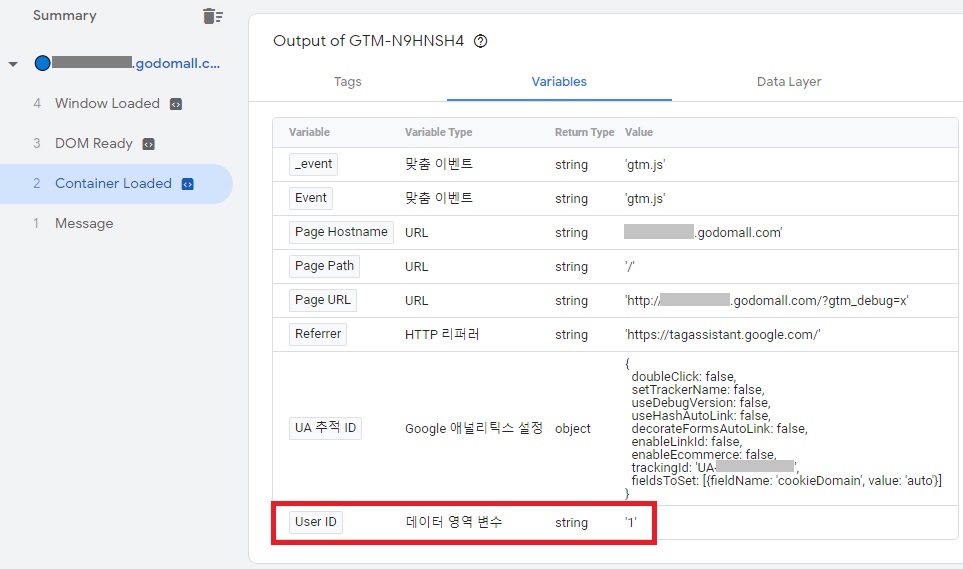 Summary
.godomall.c...
4 Window Loaded
3 DOM Ready
2 Container Loaded
1 Message
Output of GTM-N9HNSH4
Tags Variables Data Layer
Variable Variable Type Return Type Value
_event 맞춤 이벤트 string 'gtm.js'
Event 맞춤 이벤트 string 'gtm.js'
Page Hostname URL string .godomall.com'
Page Path URL string '/'
Page URL URL string 'http://.godomall.com/?gtm_debug=x'
Referrer HTTP 리퍼러 string 'https://tagassistant.google.com/'
UA 추적 ID Google 애널리틱스 설정 object
{
doubleClick: false,
setTrackerName: false,
useDebugVersion: false,
useHashAutoLink: false,
decorateFormsAutoLink: false,
enableLinkId: false,
enableEcommerce: false,
trackingId: 'UA-',
fieldsToSet: [{fieldName: 'cookieDomain', value: 'auto'}]
}
User ID 데이터 영역 변수 string '1'